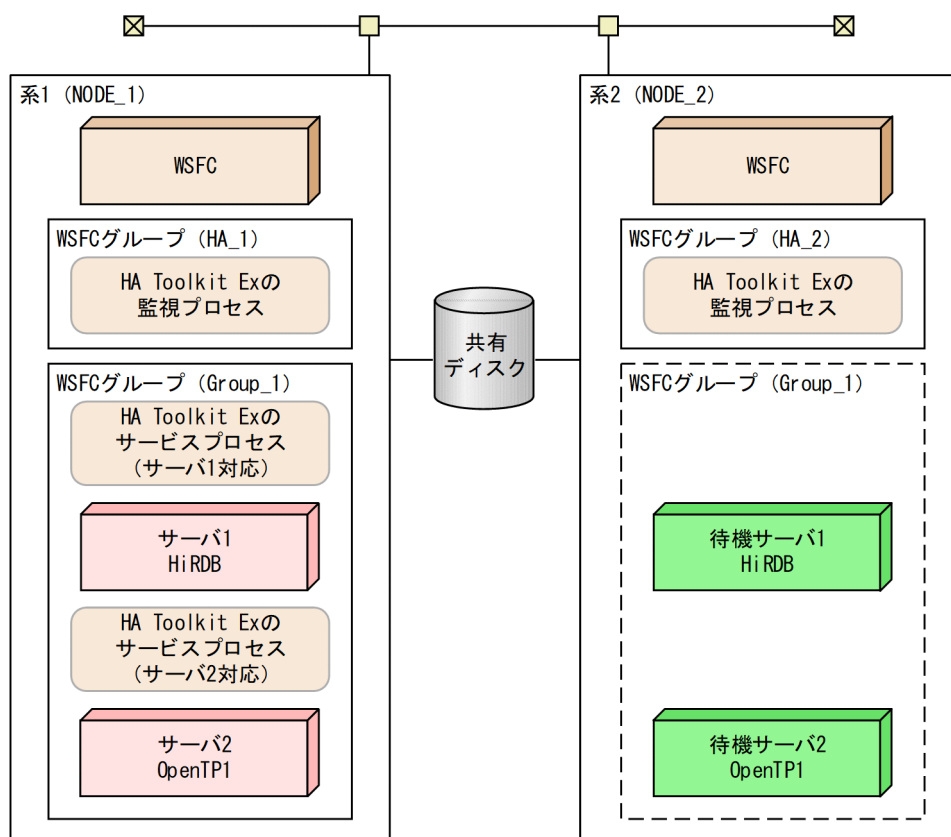 系1（NODE_1）
WSFC
WSFCグループ（HA_1）
HA Toolkit Exの
監視プロセス
WSFCグループ（Group_1）
HA Toolkit Exの
サービスプロセス
（サーバ1対応）
サーバ1
HiRDB
HA Toolkit Exの
サービスプロセス
（サーバ2対応）
サーバ2
OpenTP1
共有
ディスク
系2（NODE_2）
WSFC
WSFCグループ（HA_2）
HA Toolkit Exの
監視プロセス
WSFCグループ（Group_1）
待機サーバ1
HiRDB
待機サーバ2
OpenTP1